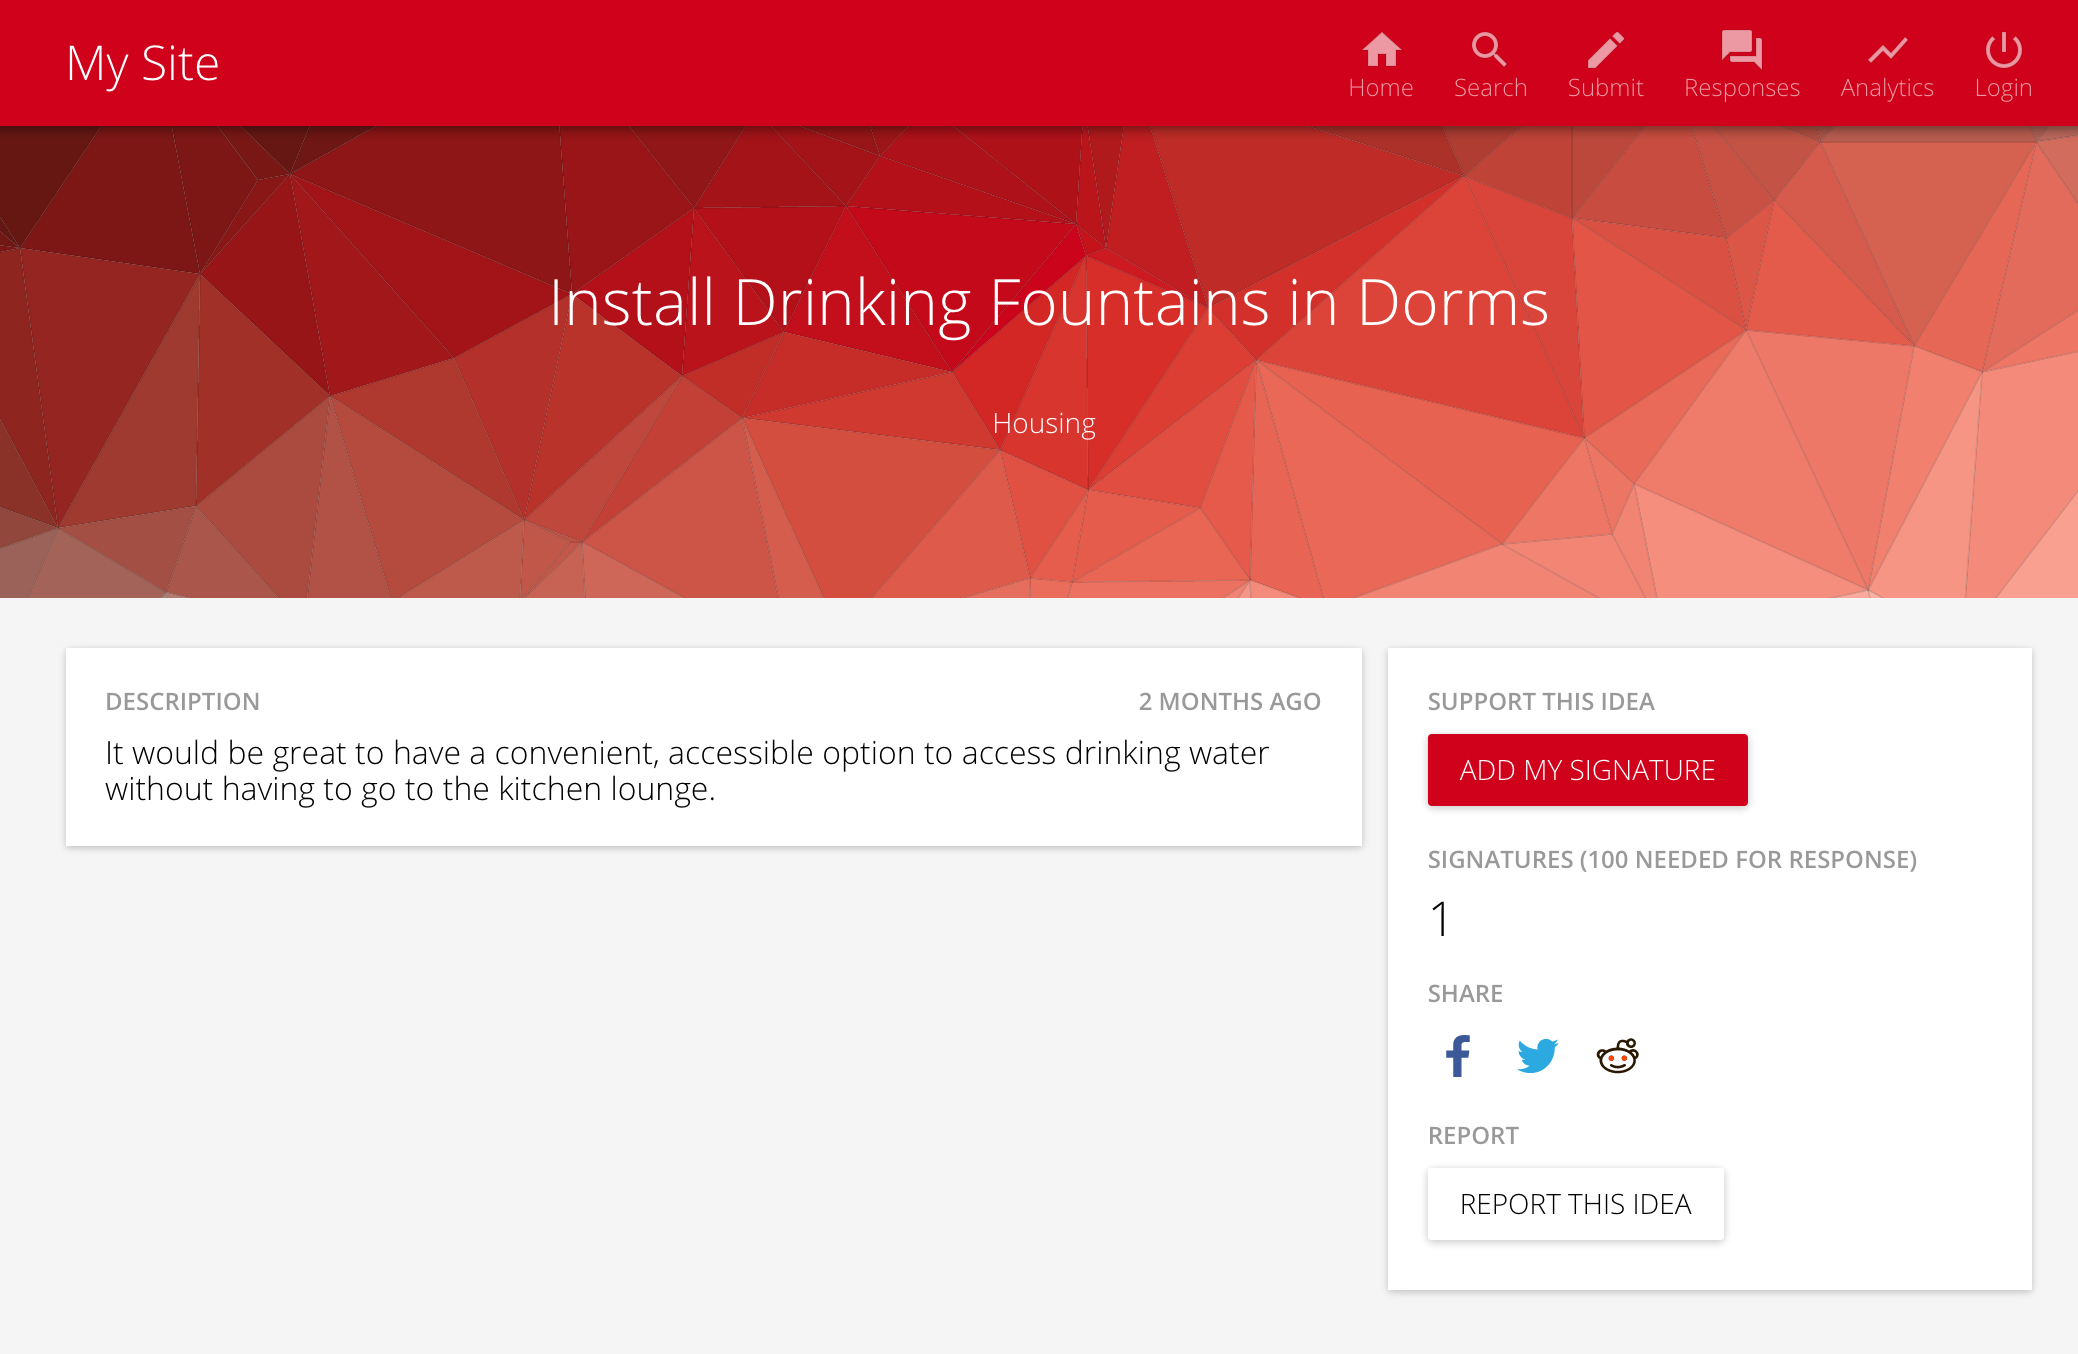 My Site
Home
Search
Submit
Responses
Analytics
Login
Install Drinking Fountains in Dorms
Housing
DESCRIPTION
2 MONTHS AGO
It would be great to have a convenient, accessible option to access drinking water
without having to go to the kitchen lounge.
SUPPORT THIS IDEA
ADD MY SIGNATURE
SIGNATURES (100 NEEDED FOR RESPONSE)
1
SHARE
REPORT
REPORT THIS IDEA